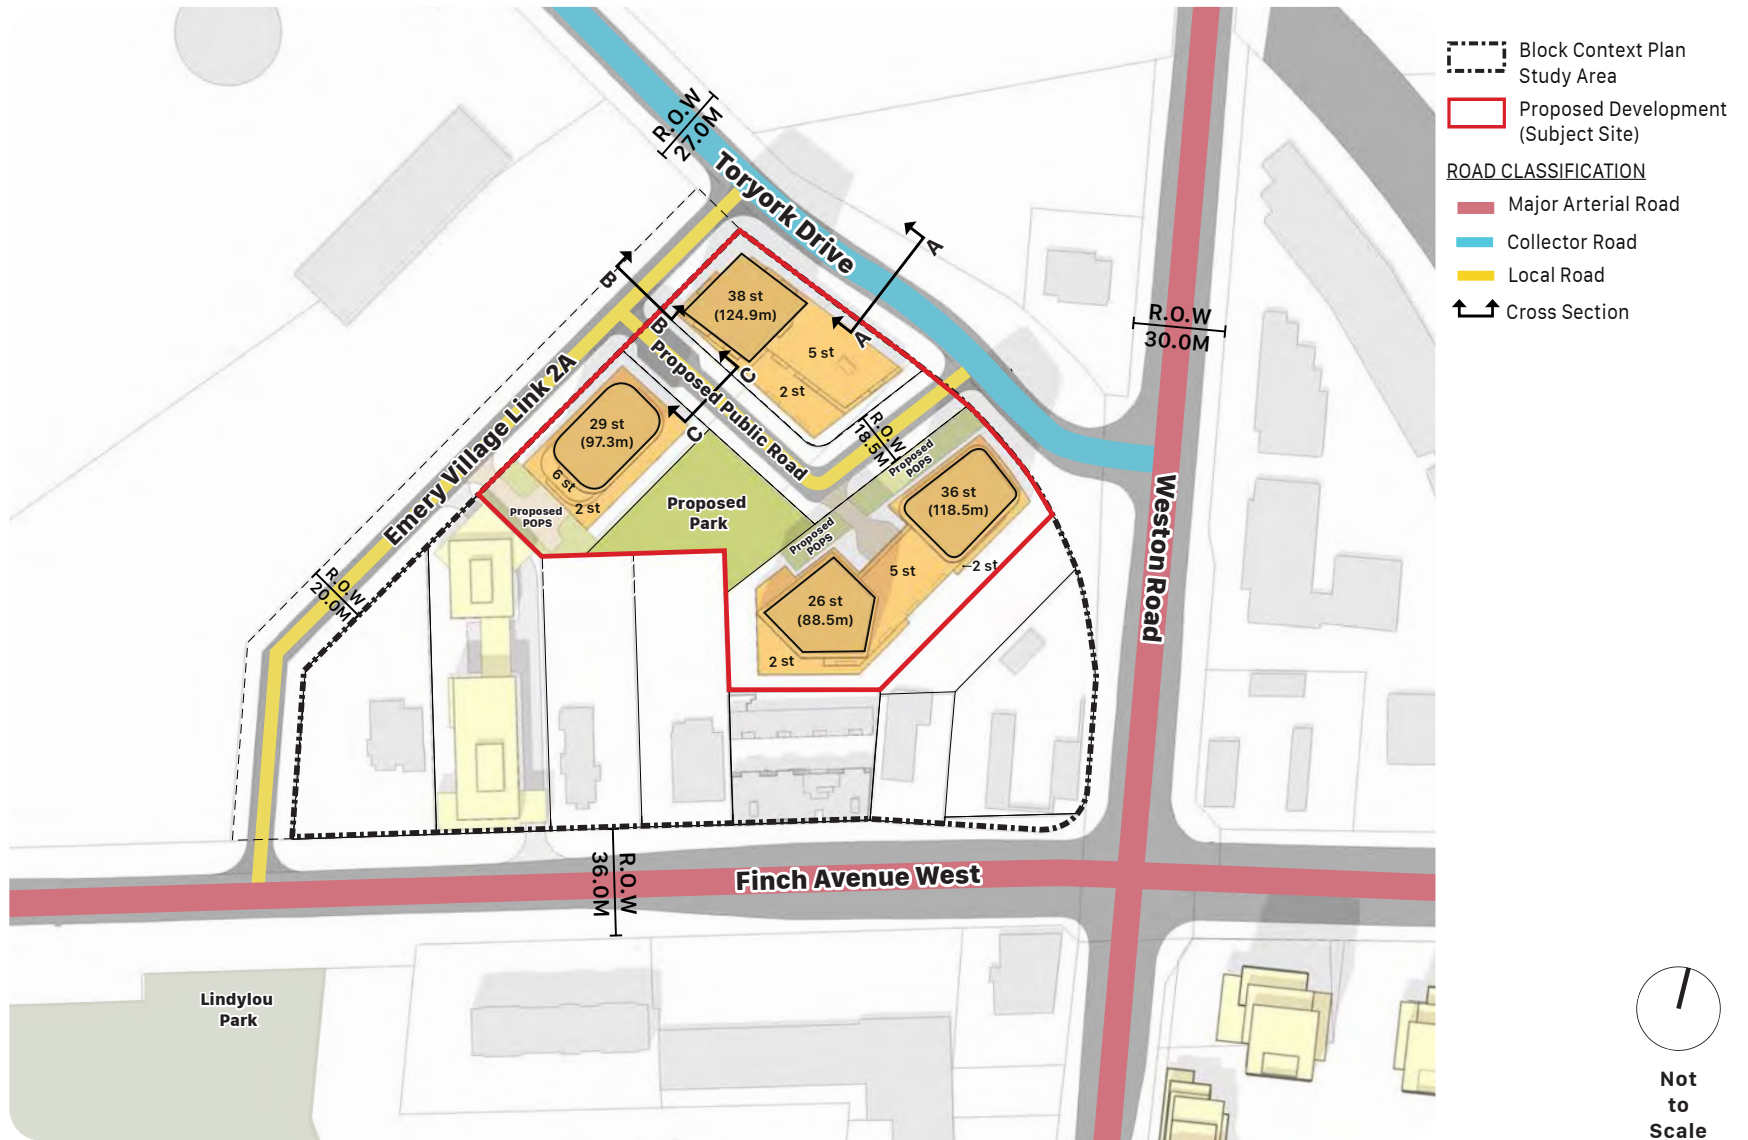 Block Context Plan
Study Area
Proposed Development
(Subject Site)
ROAD CLASSIFICATION
Major Arterial Road
Collector Road
Local Road
Cross Section
R.O.W
27.0M
Toryork Drive
A
A
B
B
C
C
38 st
(124.9m)
5 st
2 st
R.O.W
30.0M
Emery Village Link 2A
Proposed Public Road
29 st
(97.3m)
6 st
2 st
R.O.W
18.5M
Proposed
POPS
Proposed
POPS
Proposed
Park
Proposed
POPS
36 st
(118.5m)
2 st
5 st
26 st
(88.5m)
2 st
R.O.W
20.0M
Weston Road
R.O.W
36.0M
Finch Avenue West
Lindylou
Park
Not
to
Scale